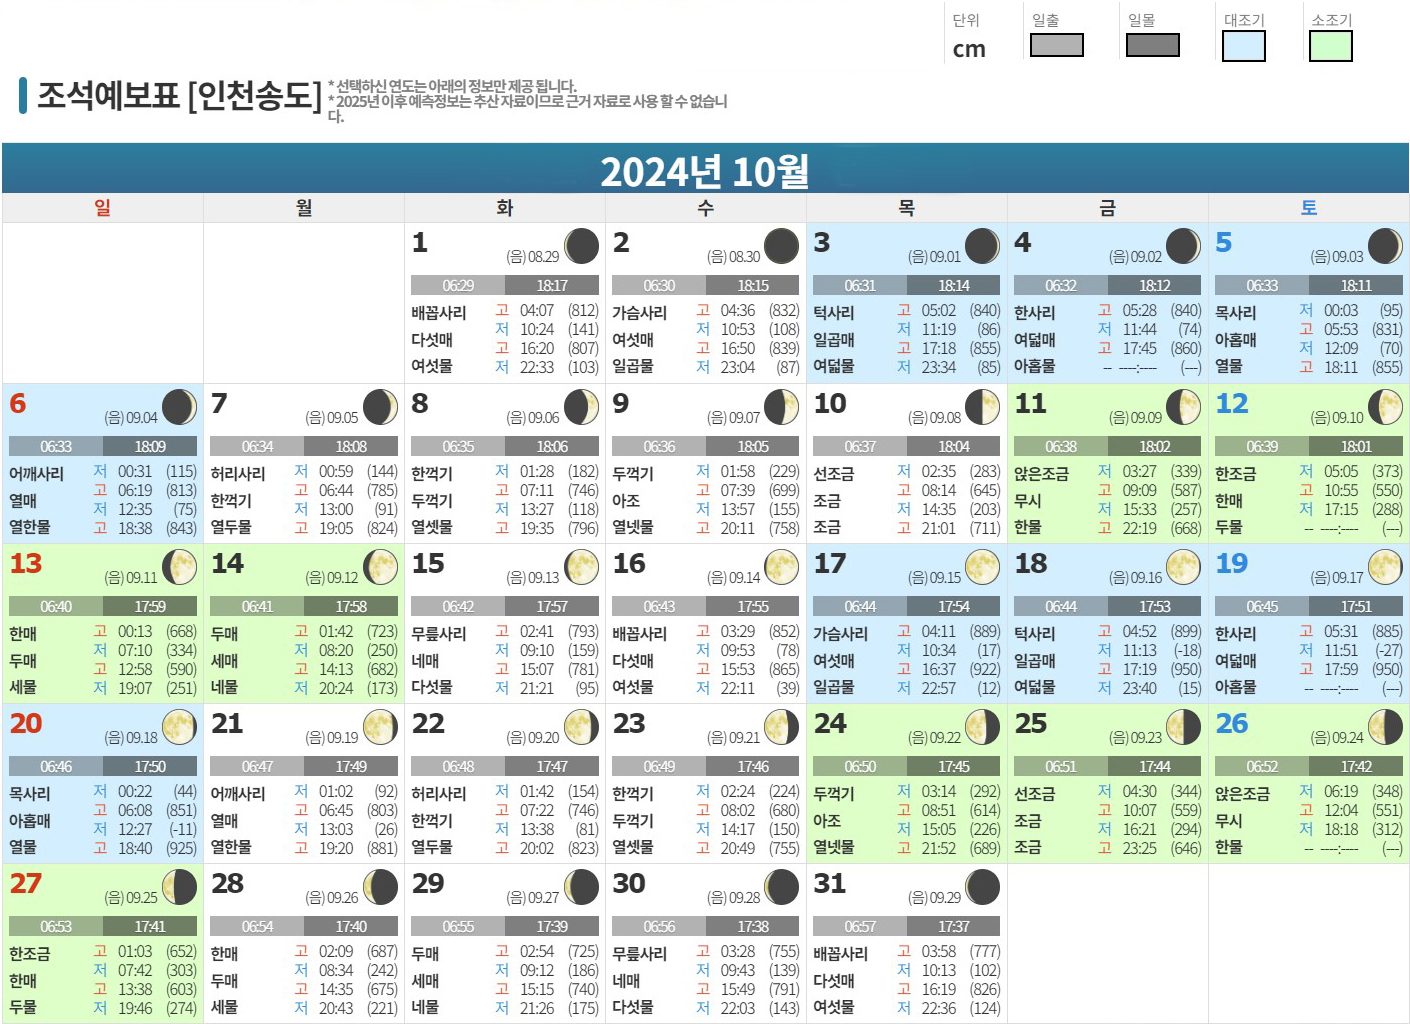 단위 일출 일몰 대조기 소조기
cm
조석예보표 [인천송도]
* 선택하신 연도는 아래의 정보만 제공 됩니다.
* 2025년 이후 예측정보는 추산 자료이므로 근거 자료로 사용 할 수 없습니
다.
2024년 10월
일 월 화 수 목 금 토
1 (음) 08.29
06:29 18:17
배꼽사리
다섯매
여섯물
고 04:07 (812)
저 10:24 (141)
고 16:20 (807)
저 22:33 (103)
2 (음) 08.30
06:30 18:15
가슴사리
여섯매
일곱물
고 04:36 (832)
저 10:53 (108)
고 16:50 (839)
저 23:04 (87)
3 (음) 09.01
06:31 18:14
턱사리
일곱매
여덟물
고 05:02 (840)
저 11:19 (86)
고 17:18 (855)
저 23:34 (85)
4 (음) 09.02
06:32 18:12
한사리
여덟매
아홉물
고 05:28 (840)
저 11:44 (74)
고 17:45 (860)
-- ----:---- (---)
5 (음) 09.03
06:33 18:11
목사리
아홉매
열물
저 00:03 (95)
고 05:53 (831)
저 12:09 (70)
고 18:11 (855)
6 (음) 09.04
06:33 18:09
어깨사리
열매
열한물
저 00:31 (115)
고 06:19 (813)
저 12:35 (75)
고 18:38 (843)
7 (음) 09.05
06:34 18:08
허리사리
한꺽기
열두물
저 00:59 (144)
고 06:44 (785)
저 13:00 (91)
고 19:05 (824)
8 (음) 09.06
06:35 18:06
한꺽기
두꺽기
열셋물
저 01:28 (182)
고 07:11 (746)
저 13:27 (118)
고 19:35 (796)
9 (음) 09.07
06:36 18:05
두꺽기
아조
열넷물
저 01:58 (229)
고 07:39 (699)
저 13:57 (155)
고 20:11 (758)
10 (음) 09.08
06:37 18:04
선조금
조금
조금
저 02:35 (283)
고 08:14 (645)
저 14:35 (203)
고 21:01 (711)
11 (음) 09.09
06:38 18:02
앉은조금
무시
한물
저 03:27 (339)
고 09:09 (587)
저 15:33 (257)
고 22:19 (668)
12 (음) 09.10
06:39 18:01
한조금
한매
두물
저 05:05 (373)
고 10:55 (550)
저 17:15 (288)
-- ----:---- (---)
13 (음) 09.11
06:40 17:59
한매
두매
세물
고 00:13 (668)
저 07:10 (334)
고 12:58 (590)
저 19:07 (251)
14 (음) 09.12
06:41 17:58
두매
세매
네물
고 01:42 (723)
저 08:20 (250)
고 14:13 (682)
저 20:24 (173)
15 (음) 09.13
06:42 17:57
무릎사리
네매
다섯물
고 02:41 (793)
저 09:10 (159)
고 15:07 (781)
저 21:21 (95)
16 (음) 09.14
06:43 17:55
배꼽사리
다섯매
여섯물
고 03:29 (852)
저 09:53 (78)
고 15:53 (865)
저 22:11 (39)
17 (음) 09.15
06:44 17:54
가슴사리
여섯매
일곱물
고 04:11 (889)
저 10:34 (17)
고 16:37 (922)
저 22:57 (12)
18 (음) 09.16
06:44 17:53
턱사리
일곱매
여덟물
고 04:52 (899)
저 11:13 (-18)
고 17:19 (950)
저 23:40 (15)
19 (음) 09.17
06:45 17:51
한사리
여덟매
아홉물
고 05:31 (885)
저 11:51 (-27)
고 17:59 (950)
-- ----:---- (---)
20 (음) 09.18
06:46 17:50
목사리
아홉매
열물
저 00:22 (44)
고 06:08 (851)
저 12:27 (-11)
고 18:40 (925)
21 (음) 09.19
06:47 17:49
어깨사리
열매
열한물
저 01:02 (92)
고 06:45 (803)
저 13:03 (26)
고 19:20 (881)
22 (음) 09.20
06:48 17:47
허리사리
한꺽기
열두물
저 01:42 (154)
고 07:22 (746)
저 13:38 (81)
고 20:02 (823)
23 (음) 09.21
06:49 17:46
한꺽기
두꺽기
열셋물
저 02:24 (224)
고 08:02 (680)
저 14:17 (150)
고 20:49 (755)
24 (음) 09.22
06:50 17:45
두꺽기
아조
열넷물
저 03:14 (292)
고 08:51 (614)
저 15:05 (226)
고 21:52 (689)
25 (음) 09.23
06:51 17:44
선조금
조금
조금
저 04:30 (344)
고 10:07 (559)
저 16:21 (294)
고 23:25 (646)
26 (음) 09.24
06:52 17:42
앉은조금
무시
한물
저 06:19 (348)
고 12:04 (551)
저 18:18 (312)
-- ----:---- (---)
27 (음) 09.25
06:53 17:41
한조금
한매
두물
고 01:03 (652)
저 07:42 (303)
고 13:38 (603)
저 19:46 (274)
28 (음) 09.26
06:54 17:40
한매
두매
세물
고 02:09 (687)
저 08:34 (242)
고 14:35 (675)
저 20:43 (221)
29 (음) 09.27
06:55 17:39
두매
세매
네물
고 02:54 (725)
저 09:12 (186)
고 15:15 (740)
저 21:26 (175)
30 (음) 09.28
06:56 17:38
무릎사리
네매
다섯물
고 03:28 (755)
저 09:43 (139)
고 15:49 (791)
저 22:03 (143)
31 (음) 09.29
06:57 17:37
배꼽사리
다섯매
여섯물
고 03:58 (777)
저 10:13 (102)
고 16:19 (826)
저 22:36 (124)